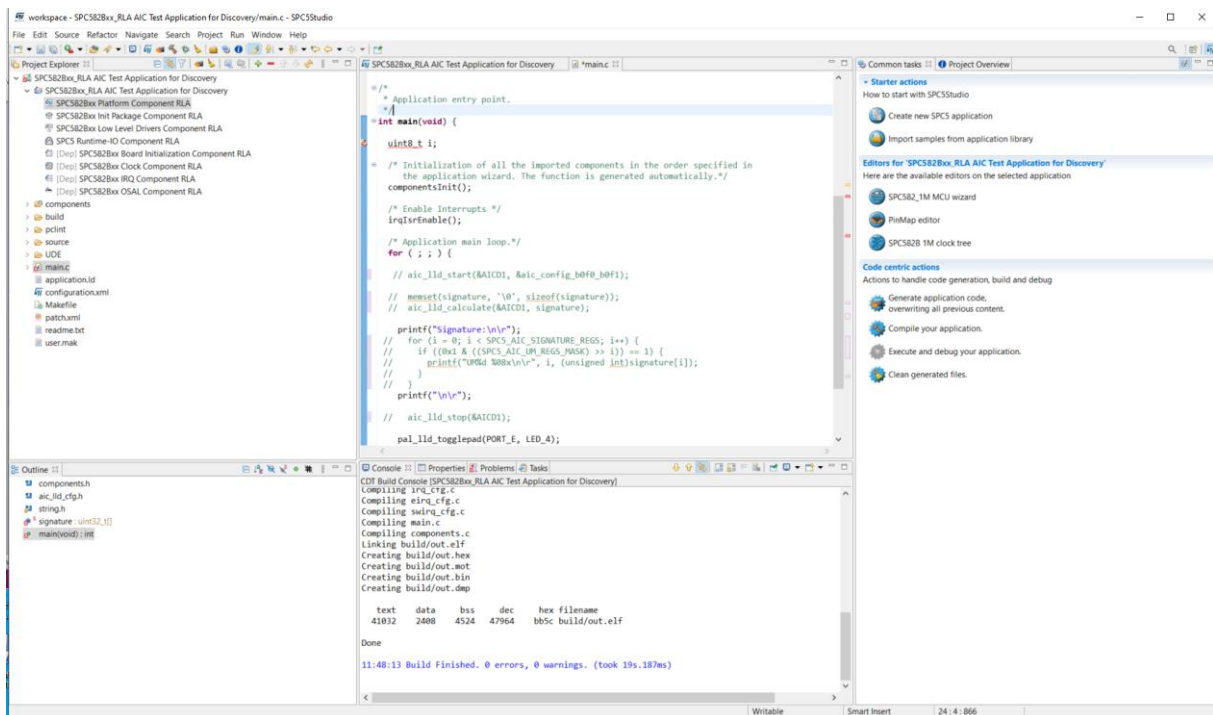 workspace - SPC582Bxx_RLA AIC Test Application for Discovery/main.c - SPC5Studio
File Edit Source Refactor Navigate Search Project Run Window Help
Project Explorer
SPC582Bxx_RLA AIC Test Application for Discovery
SPC582Bxx_RLA AIC Test Application for Discovery
SPC582Bxx Platform Component RLA
SPC582Bxx Init Package Component RLA
SPC582Bxx Low Level Drivers Component RLA
SPC5 Runtime-IO Component RLA
[Dep] SPC582Bxx Board Initialization Component RLA
[Dep] SPC582Bxx Clock Component RLA
[Dep] SPC582Bxx IRQ Component RLA
[Dep] SPC582Bxx OSAL Component RLA
components
build
pclint
source
UDE
main.c
application.ld
configuration.xml
Makefile
patch.xml
readme.txt
user.mak
SPC582Bxx_RLA AIC Test Application for Discovery
*main.c
/*
* Application entry point.
*/
int main(void) {
uint8_t i;
/* Initialization of all the imported components in the order specified in
the application wizard. The function is generated automatically.*/
componentsInit();
/* Enable Interrupts */
irqIsrEnable();
/* Application main loop.*/
for ( ; ; ) {
// aic_lld_start(&AICD1, &aic_config_b0f0_b0f1);
// memset(signature, '\0', sizeof(signature));
// aic_lld_calculate(&AICD1, signature);
printf("Signature:\n\r");
// for (i = 0; i < SPC5_AIC_SIGNATURE_REGS; i++) {
// if ((0x1 & ((SPC5_AIC_UM_REGS_MASK) >> i)) == 1) {
// printf("UM%d %08x\n\r", i, (unsigned int)signature[i]);
// }
// }
printf("\n\r");
// aic_lld_stop(&AICD1);
pal_lld_togglepad(PORT_E, LED_4);
Common tasks Project Overview
Starter actions
How to start with SPC5Studio
Create new SPC5 application
Import samples from application library
Editors for 'SPC582Bxx_RLA AIC Test Application for Discovery'
Here are the available editors on the selected application
SPC582_1M MCU wizard
PinMap editor
SPC582B 1M clock tree
Code centric actions
Actions to handle code generation, build and debug
Generate application code,
overwriting all previous content.
Compile your application.
Execute and debug your application.
Clean generated files.
Outline
components.h
aic_lld_cfg.h
string.h
signature : uint32_t[]
main(void) : int
Console Properties Problems Tasks
CDT Build Console [SPC582Bxx_RLA AIC Test Application for Discovery]
Compiling irq_cfg.c
Compiling eirq_cfg.c
Compiling swirq_cfg.c
Compiling main.c
Compiling components.c
Linking build/out.elf
Creating build/out.hex
Creating build/out.mot
Creating build/out.bin
Creating build/out.dmp
text data bss dec hex filename
41032 2408 4524 47964 bb5c build/out.elf
Done
11:48:13 Build Finished. 0 errors, 0 warnings. (took 19s.187ms)
Writable Smart Insert 24 : 4 : 866